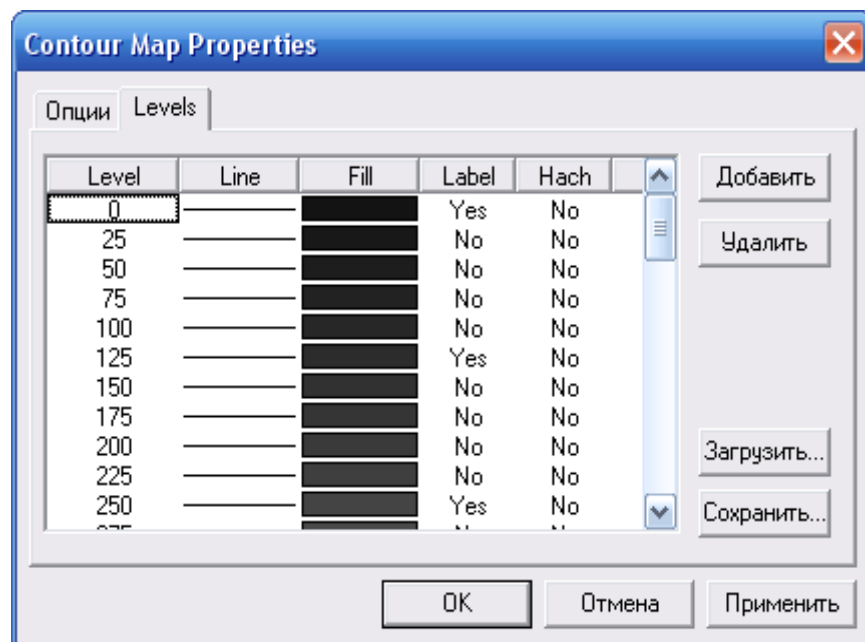 Contour Map Properties
Опции Levels
Level Line Fill Label Hach
0 Yes No
25 No No
50 No No
75 No No
100 No No
125 Yes No
150 No No
175 No No
200 No No
225 No No
250 Yes No
Добавить
Удалить
Загрузить...
Сохранить...
OK Отмена Применить